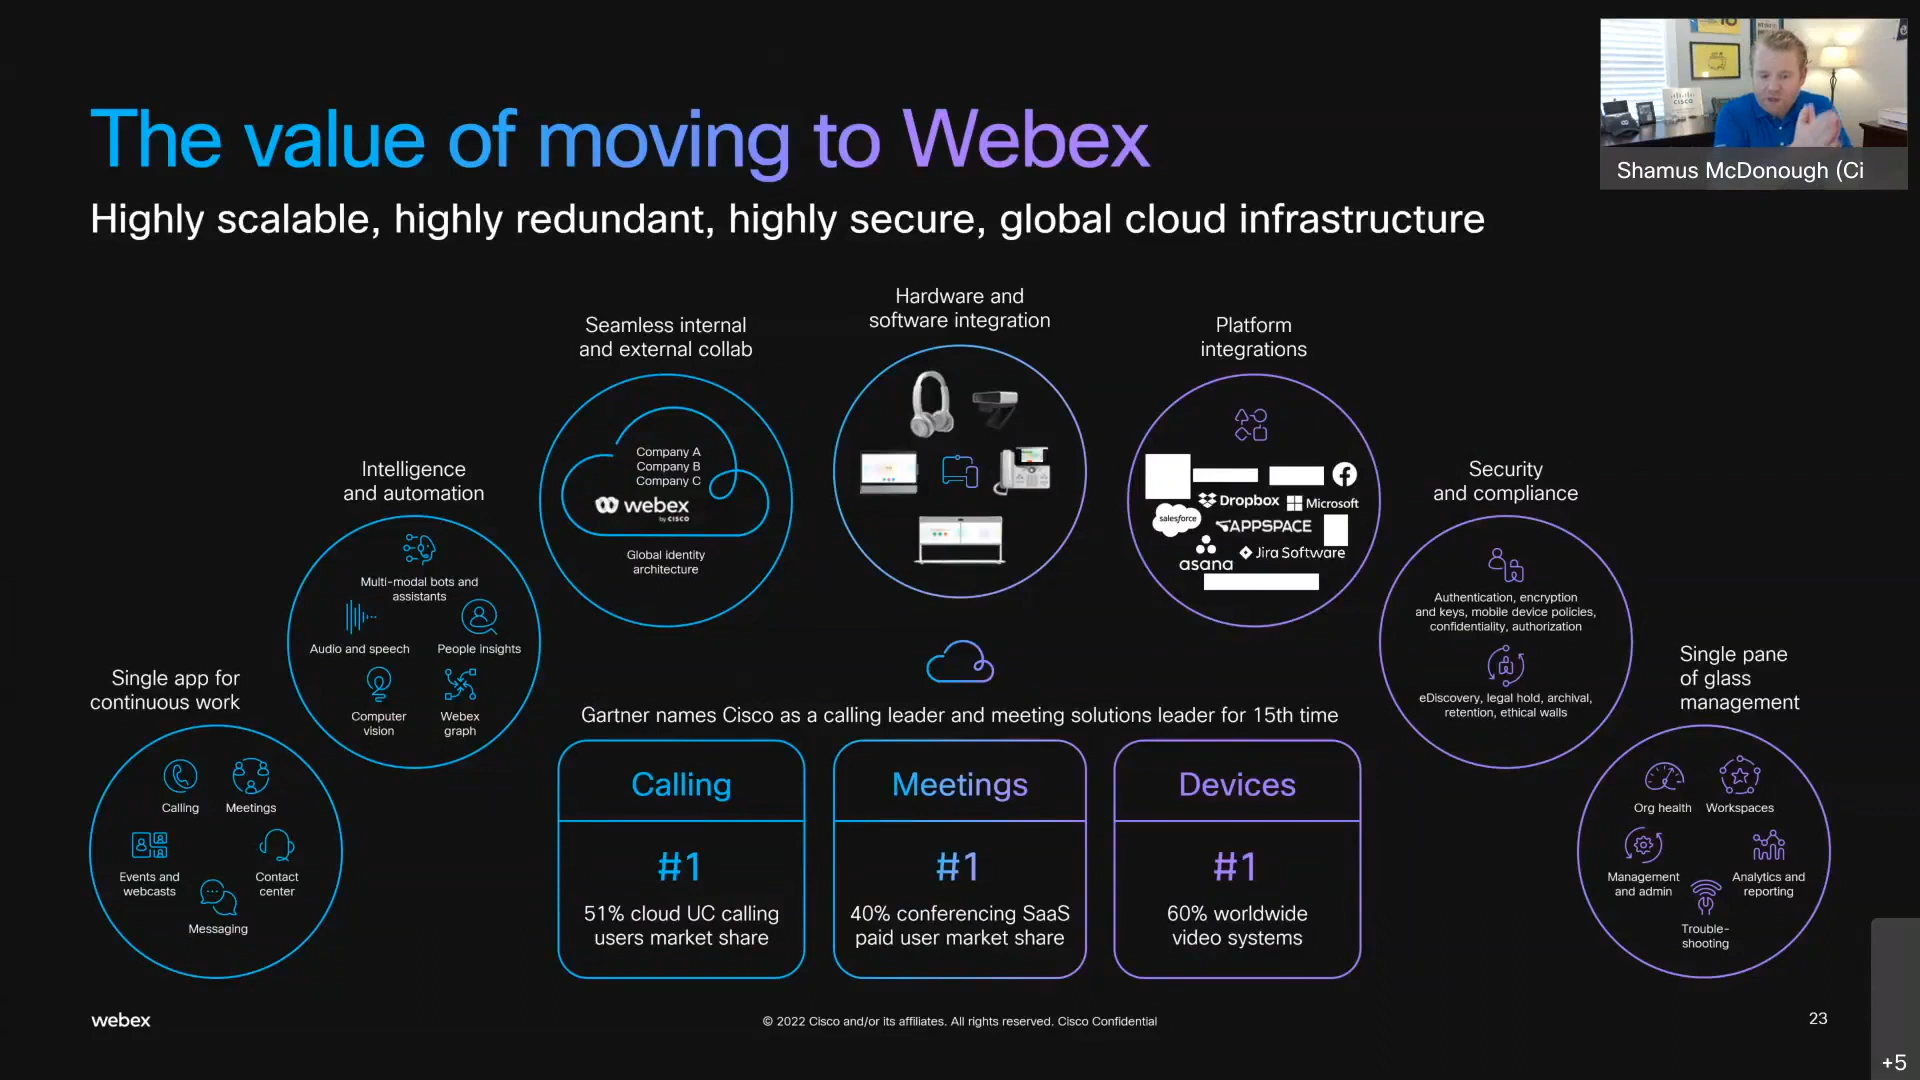 The value of moving to Webex
Highly scalable, highly redundant, highly secure, global cloud infrastructure
Shamus McDonough (Ci
CISCO
Single app for
continuous work
Calling
Meetings
Events and
webcasts
Contact
center
Messaging
Intelligence
and automation
Multi-modal bots and
assistants
Audio and speech
People insights
Computer
vision
Webex
graph
Seamless internal
and external collab
Company A
Company B
Company C
webex
by CISCO
Global identity
architecture
Hardware and
software integration
Platform
integrations
Dropbox
Microsoft
salesforce
APPSPACE
asana
Jira Software
Security
and compliance
Authentication, encryption
and keys, mobile device policies,
confidentiality, authorization
eDiscovery, legal hold, archival,
retention, ethical walls
Single pane
of glass
management
Org health
Workspaces
Management
and admin
Analytics and
reporting
Trouble-
shooting
Gartner names Cisco as a calling leader and meeting solutions leader for 15th time
Calling
#1
51% cloud UC calling
users market share
Meetings
#1
40% conferencing SaaS
paid user market share
Devices
#1
60% worldwide
video systems
webex
© 2022 Cisco and/or its affiliates. All rights reserved. Cisco Confidential
23
+5